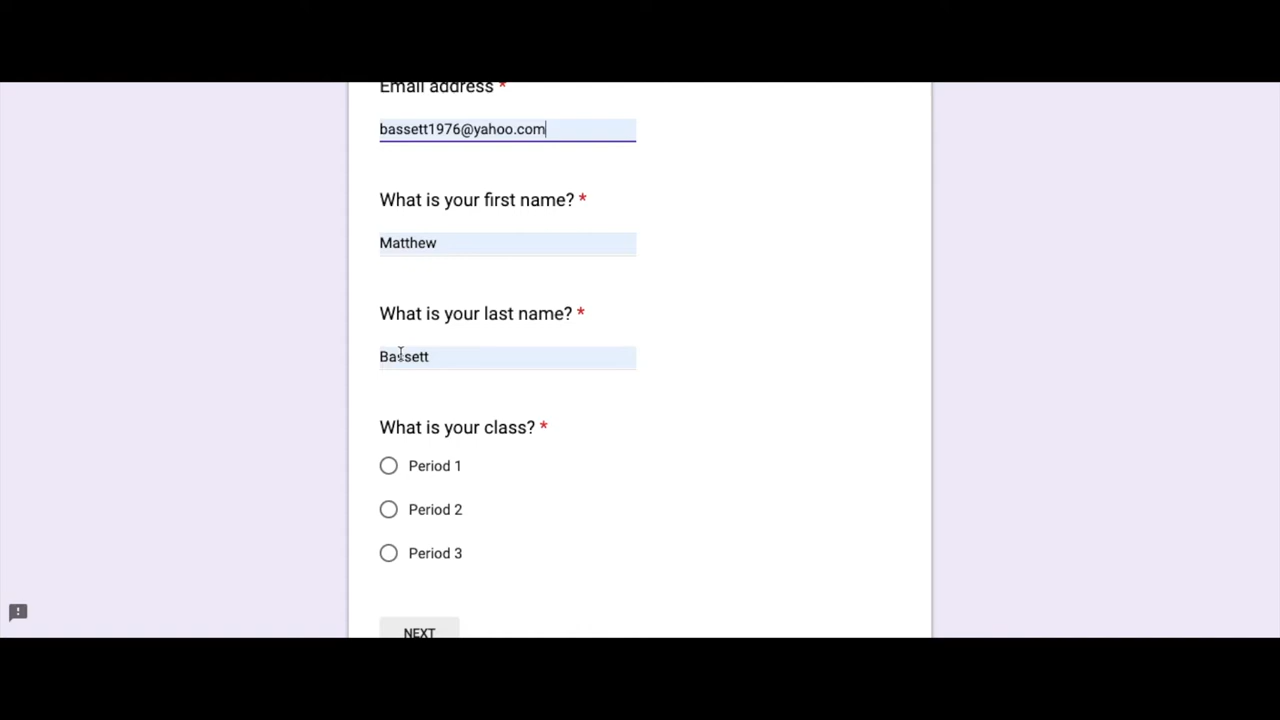 Email address *
bassett1976@yahoo.com
What is your first name? *
Matthew
What is your last name? *
Bassett
What is your class? *
Period 1
Period 2
Period 3
NEXT